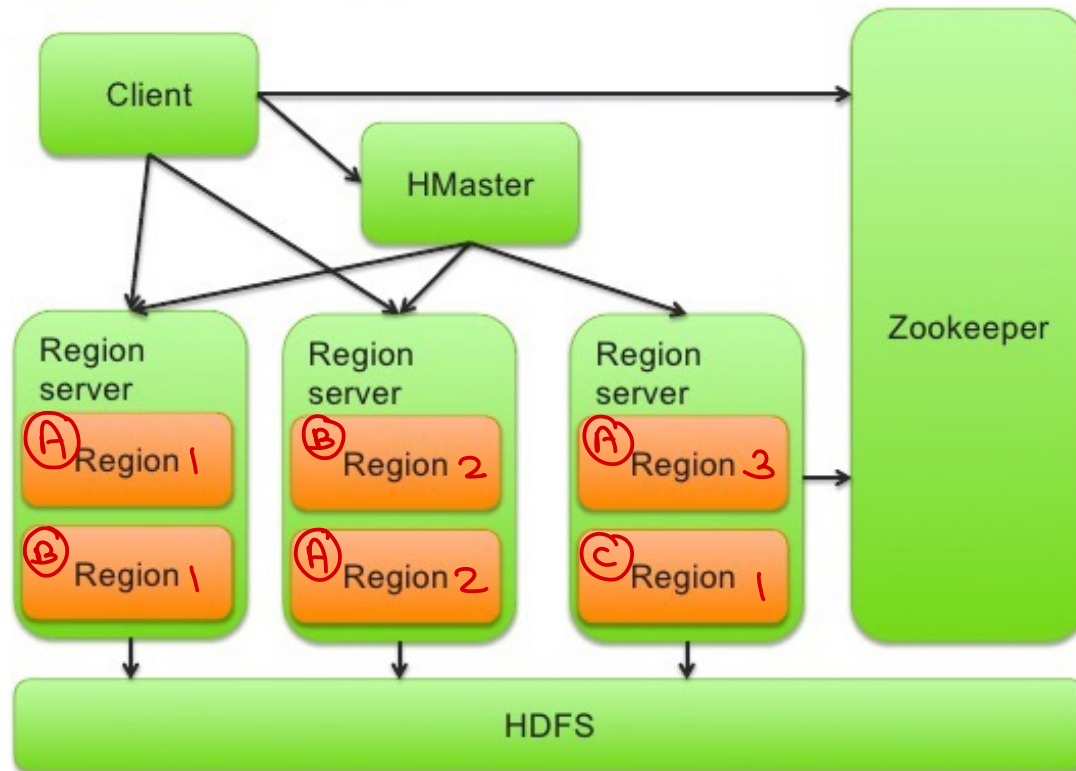 Client
HMaster
Zookeeper
Region
server
A Region 1
B Region 1
Region
server
B Region 2
A Region 2
Region
server
A Region 3
C Region 1
HDFS